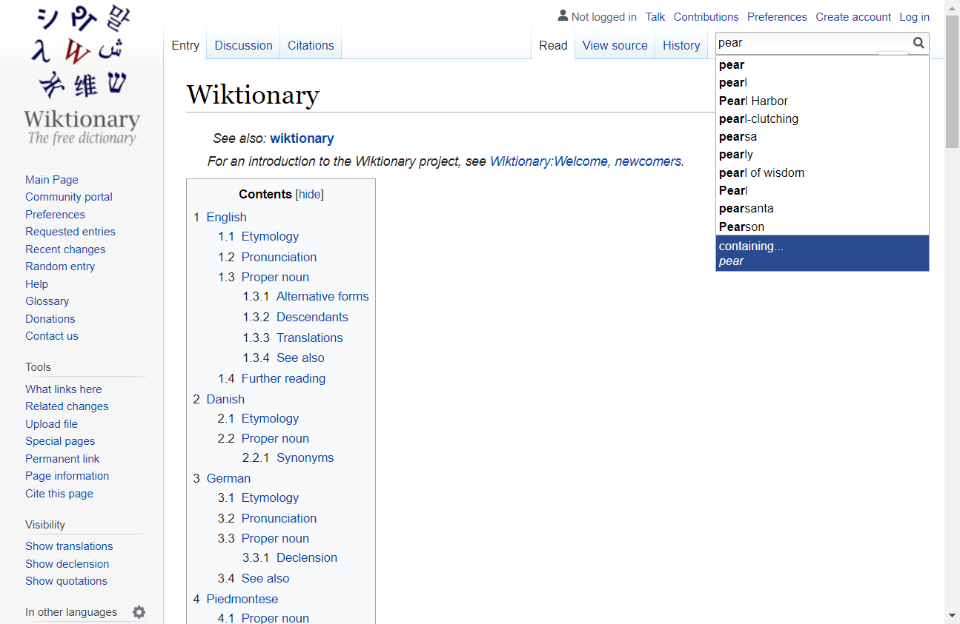 Not logged in Talk Contributions Preferences Create account Log in
Entry Discussion Citations Read View source History pear
シ ق 말
λ W ش
维 ש
Wiktionary
The free dictionary
Main Page
Community portal
Preferences
Requested entries
Recent changes
Random entry
Help
Glossary
Donations
Contact us
Tools
What links here
Related changes
Upload file
Special pages
Permanent link
Page information
Cite this page
Visibility
Show translations
Show declension
Show quotations
In other languages
Wiktionary
See also: wiktionary
For an introduction to the Wiktionary project, see Wiktionary:Welcome, newcomers.
Contents [hide]
1 English
1.1 Etymology
1.2 Pronunciation
1.3 Proper noun
1.3.1 Alternative forms
1.3.2 Descendants
1.3.3 Translations
1.3.4 See also
1.4 Further reading
2 Danish
2.1 Etymology
2.2 Proper noun
2.2.1 Synonyms
3 German
3.1 Etymology
3.2 Pronunciation
3.3 Proper noun
3.3.1 Declension
3.4 See also
4 Piedmontese
4.1 Proper noun
pear
pearl
Pearl Harbor
pearl-clutching
pearsa
pearly
pearl of wisdom
Pearl
pearsanta
Pearson
containing...
pear